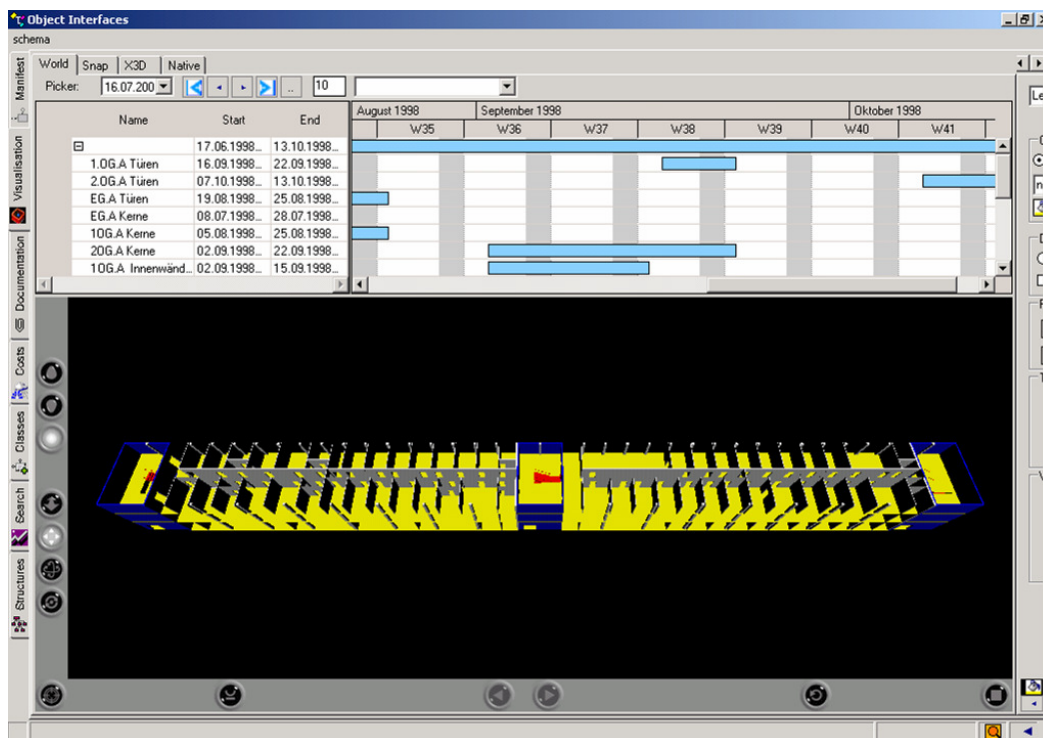 Object Interfaces
schema
World Snap X3D Native
Picker: 16.07.200 .. 10
Name Start End
August 1998 September 1998 Oktober 1998
W35 W36 W37 W38 W39 W40 W41
17.06.1998... 13.10.1998...
1.OG.A Türen 16.09.1998... 22.09.1998...
2.OG.A Türen 07.10.1998... 13.10.1998...
EG.A Türen 19.08.1998... 25.08.1998...
EG.A Kerne 08.07.1998... 28.07.1998...
1OG.A Kerne 05.08.1998... 25.08.1998...
2OG.A Kerne 02.09.1998... 22.09.1998...
1OG.A Innenwänd... 02.09.1998... 15.09.1998...
Manifest
Visualisation
Documentation
Costs
Classes
Search
Structures
Le